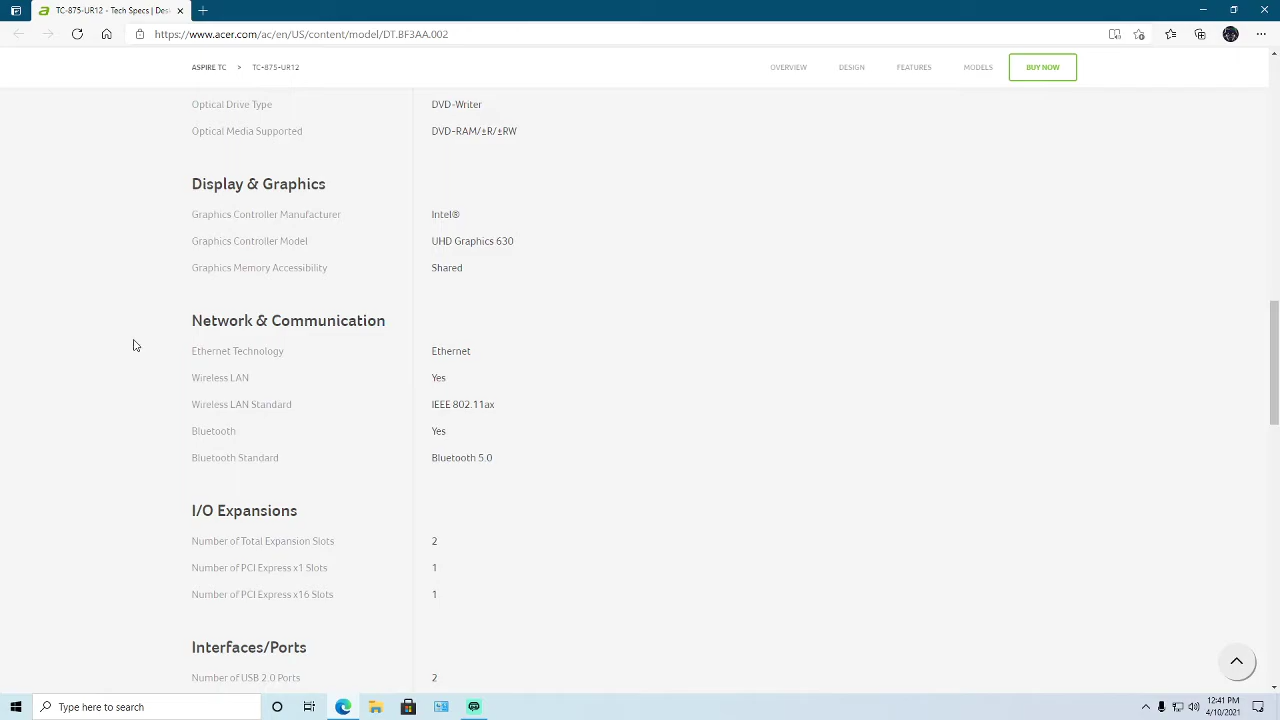 TC-875-UR12 - Tech Specs | Des
https://www.acer.com/ac/en/US/content/model/DT.BF3AA.002
ASPIRE TC > TC-875-UR12 OVERVIEW DESIGN FEATURES MODELS BUY NOW
Optical Drive Type DVD-Writer
Optical Media Supported DVD-RAM/±R/±RW
Display & Graphics
Graphics Controller Manufacturer Intel®
Graphics Controller Model UHD Graphics 630
Graphics Memory Accessibility Shared
Network & Communication
Ethernet Technology Ethernet
Wireless LAN Yes
Wireless LAN Standard IEEE 802.11ax
Bluetooth Yes
Bluetooth Standard Bluetooth 5.0
I/O Expansions
Number of Total Expansion Slots 2
Number of PCI Express x1 Slots 1
Number of PCI Express x16 Slots 1
Interfaces/Ports
Number of USB 2.0 Ports 2
Type here to search
12:41 PM
4/10/2021